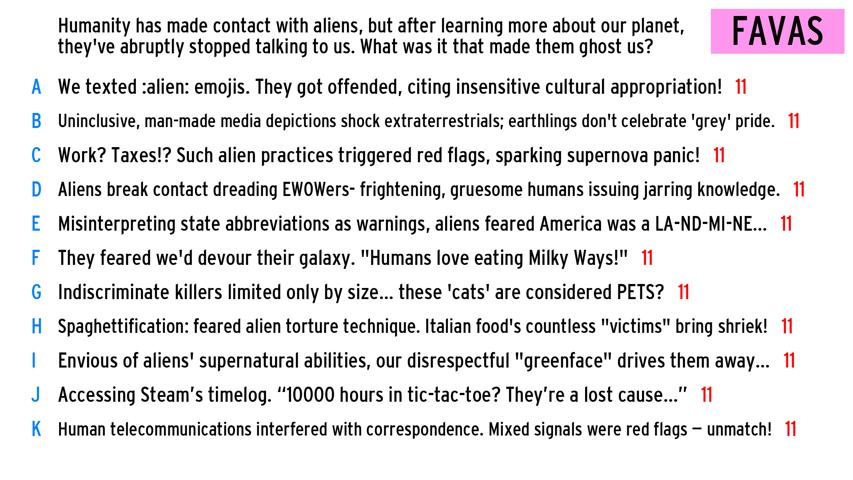 Humanity has made contact with aliens, but after learning more about our planet,
they've abruptly stopped talking to us. What was it that made them ghost us?
FAVAS
A We texted :alien: emojis. They got offended, citing insensitive cultural appropriation! 11
B Uninclusive, man-made media depictions shock extraterrestrials; earthlings don't celebrate 'grey' pride. 11
C Work? Taxes!? Such alien practices triggered red flags, sparking supernova panic! 11
D Aliens break contact dreading EWOWers- frightening, gruesome humans issuing jarring knowledge. 11
E Misinterpreting state abbreviations as warnings, aliens feared America was a LA-ND-MI-NE... 11
F They feared we'd devour their galaxy. "Humans love eating Milky Ways!" 11
G Indiscriminate killers limited only by size... these 'cats' are considered PETS? 11
H Spaghettification: feared alien torture technique. Italian food's countless "victims" bring shriek! 11
I Envious of aliens' supernatural abilities, our disrespectful "greenface" drives them away... 11
J Accessing Steam’s timelog. “10000 hours in tic-tac-toe? They’re a lost cause...” 11
K Human telecommunications interfered with correspondence. Mixed signals were red flags – unmatch! 11